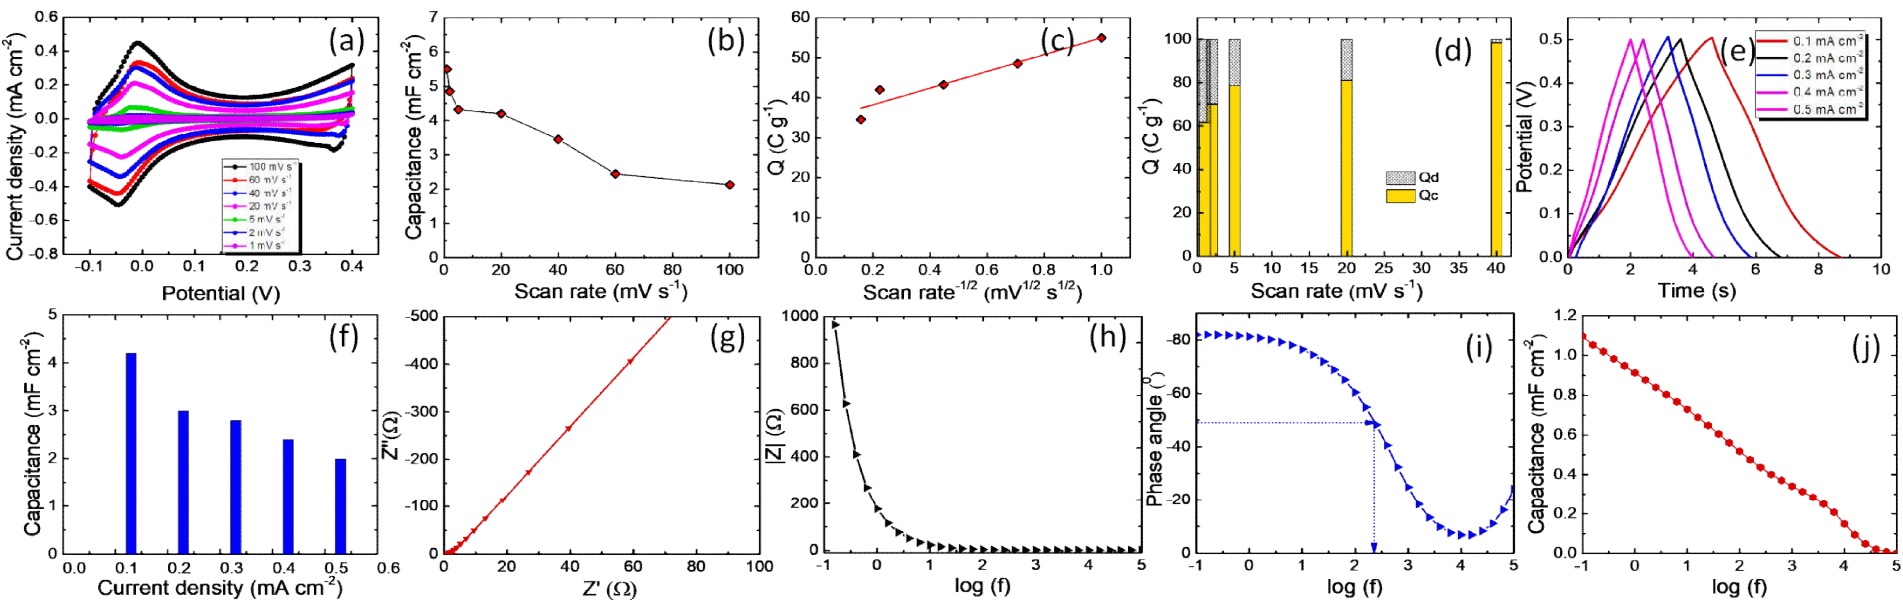 (a)
Current density (mA cm-2)
0.6
0.4
0.2
0.0
-0.2
-0.4
-0.6
-0.8
100 mV s-1
60 mV s-1
40 mV s-1
20 mV s-1
5 mV s-1
2 mV s-1
1 mV s-1
-0.1 0.0 0.1 0.2 0.3 0.4
Potential (V)
(b)
Capacitance (mF cm-2)
7
6
5
4
3
2
1
0
0 20 40 60 80 100
Scan rate (mV s-1)
(c)
Q (C g-1)
60
50
40
30
20
10
0
0.0 0.2 0.4 0.6 0.8 1.0
Scan rate-1/2 (mV1/2 s1/2)
(d)
Q (C g-1)
100
80
60
40
20
0
Qd
Qc
0 5 10 15 20 25 30 35 40
Scan rate (mV s-1)
(e)
Potential (V)
0.5
0.4
0.3
0.2
0.1
0.0
0.1 mA cm-2
0.2 mA cm-2
0.3 mA cm-2
0.4 mA cm-2
0.5 mA cm-2
0 2 4 6 8 10
Time (s)
(f)
Capacitance (mF cm-2)
5
4
3
2
1
0
0.0 0.1 0.2 0.3 0.4 0.5 0.6
Current density (mA cm-2)
(g)
Z''(Ω)
-500
-400
-300
-200
-100
0
0 20 40 60 80 100
Z' (Ω)
(h)
|Z| (Ω)
1000
800
600
400
200
0
-1 0 1 2 3 4 5
log (f)
(i)
Phase angle (0)
-80
-60
-40
-20
0
-1 0 1 2 3 4 5
log (f)
(j)
Capacitance (mF cm-2)
1.2
1.0
0.8
0.6
0.4
0.2
0.0
-1 0 1 2 3 4 5
log (f)